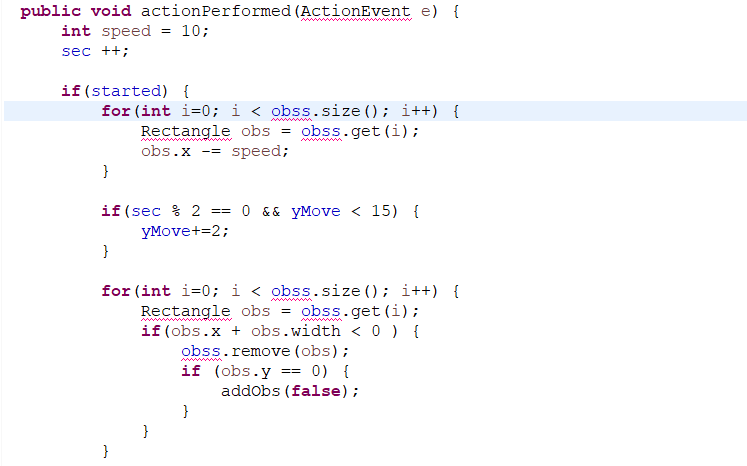 public void actionPerformed(ActionEvent e) {
    int speed = 10;
    sec ++;

    if(started) {
        for(int i=0; i < obss.size(); i++) {
            Rectangle obs = obss.get(i);
            obs.x -= speed;
        }

        if(sec % 2 == 0 && yMove < 15) {
            yMove+=2;
        }

        for(int i=0; i < obss.size(); i++) {
            Rectangle obs = obss.get(i);
            if(obs.x + obs.width < 0 ) {
                obss.remove(obs);
                if (obs.y == 0) {
                    addObs(false);
                }
            }
        }